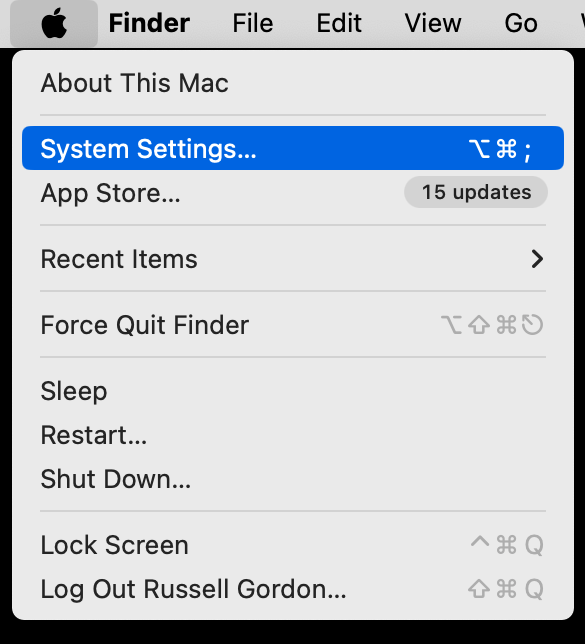 Finder File Edit View Go
About This Mac
System Settings... ⌥⌘;
App Store... 15 updates
Recent Items >
Force Quit Finder ⌥⇧⌘⎋
Sleep
Restart...
Shut Down...
Lock Screen ^⌘Q
Log Out Russell Gordon... ⇧⌘Q